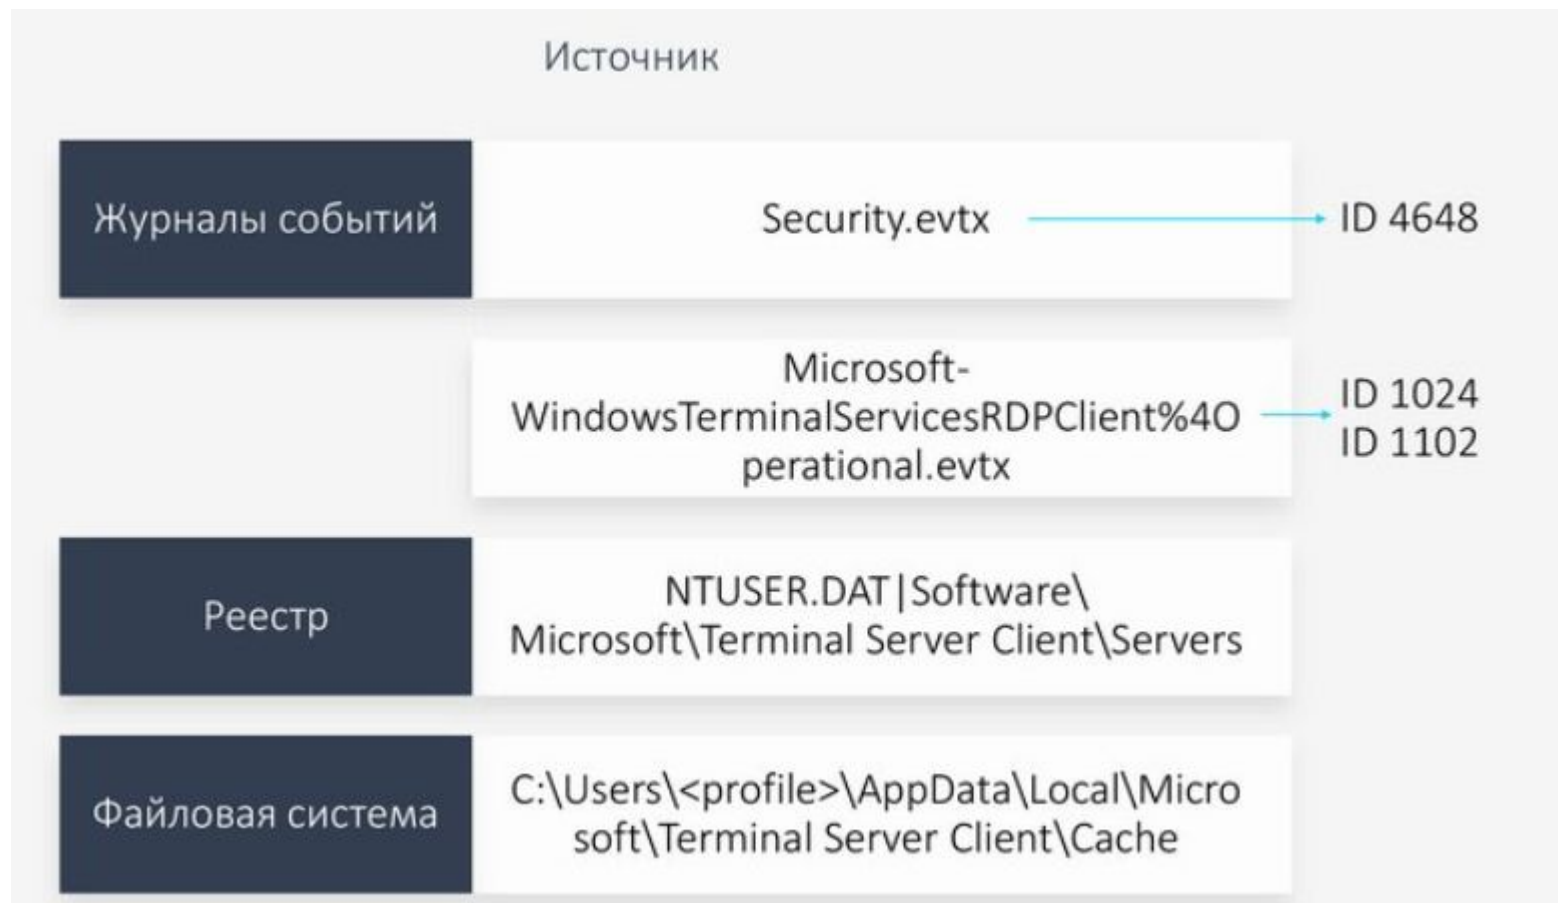 Источник
Журналы событий
Security.evtx
ID 4648
Microsoft-
WindowsTerminalServicesRDPClient%4O
perational.evtx
ID 1024
ID 1102
Реестр
NTUSER.DAT|Software\
Microsoft\Terminal Server Client\Servers
Файловая система
C:\Users\<profile>\AppData\Local\Micro
soft\Terminal Server Client\Cache